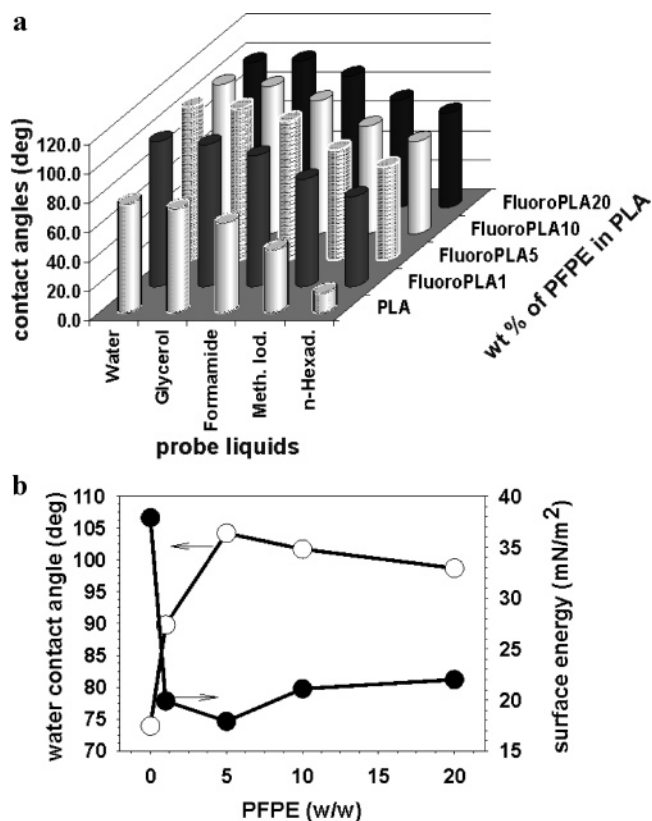 a
contact angles (deg)
120.0
100.0
80.0
60.0
40.0
20.0
0.0
Water
Glycerol
Formamide
Meth. Iod.
n-Hexad.
probe liquids
FluoroPLA20
FluoroPLA10
FluoroPLA5
FluoroPLA1
PLA
wt % of PFPE in PLA
b
water contact angle (deg)
110
105
100
95
90
85
80
75
70
40
35
30
25
20
15
surface energy (mN/m²)
0 5 10 15 20
PFPE (w/w)